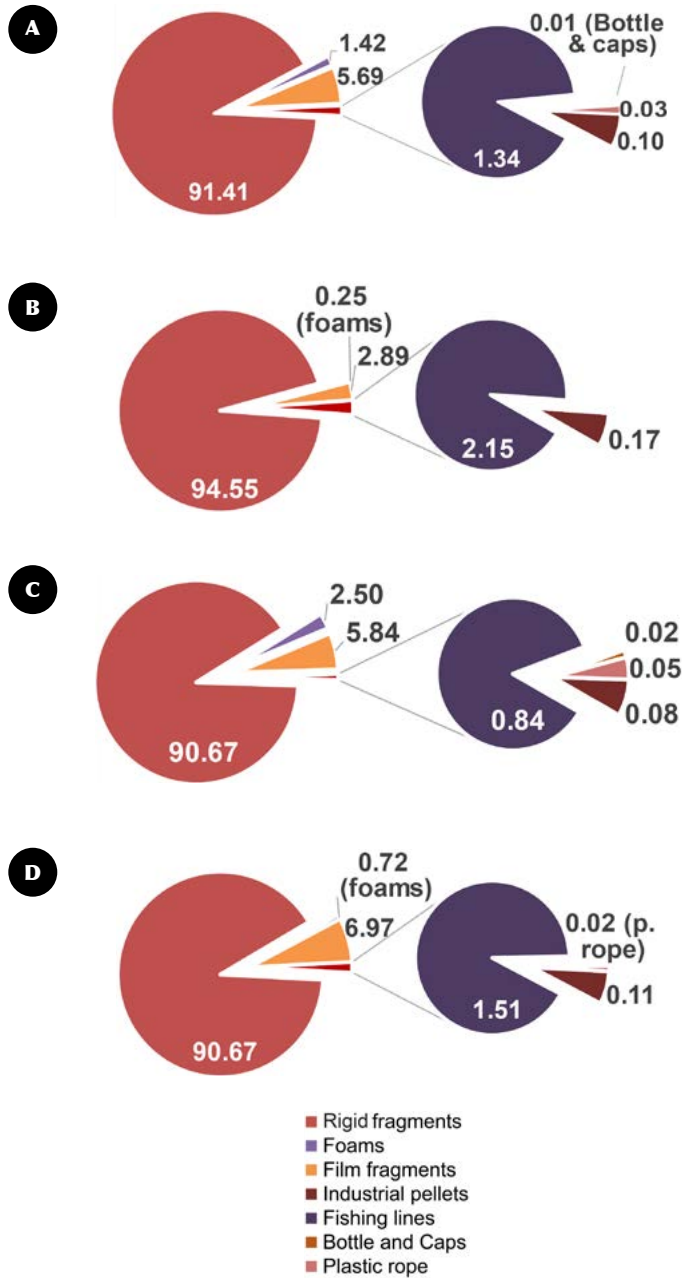 A
1.42
5.69
91.41
0.01 (Bottle
& caps)
0.03
0.10
1.34
B
0.25
(foams)
2.89
94.55
2.15
0.17
C
2.50
5.84
90.67
0.02
0.05
0.08
0.84
D
0.72
(foams)
6.97
90.67
0.02 (p.
rope)
0.11
1.51
Rigid fragments
Foams
Film fragments
Industrial pellets
Fishing lines
Bottle and Caps
Plastic rope